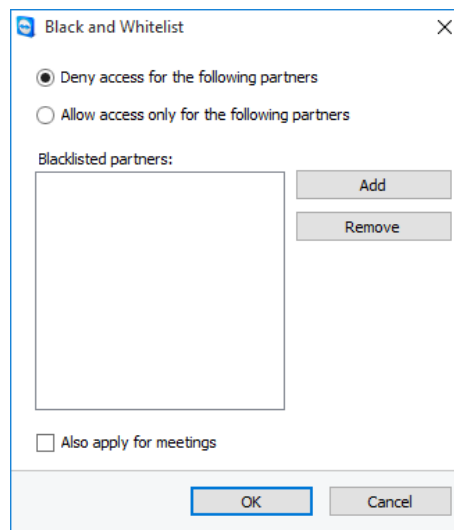 Black and Whitelist
Deny access for the following partners
Allow access only for the following partners
Blacklisted partners:
Add
Remove
Also apply for meetings
OK
Cancel